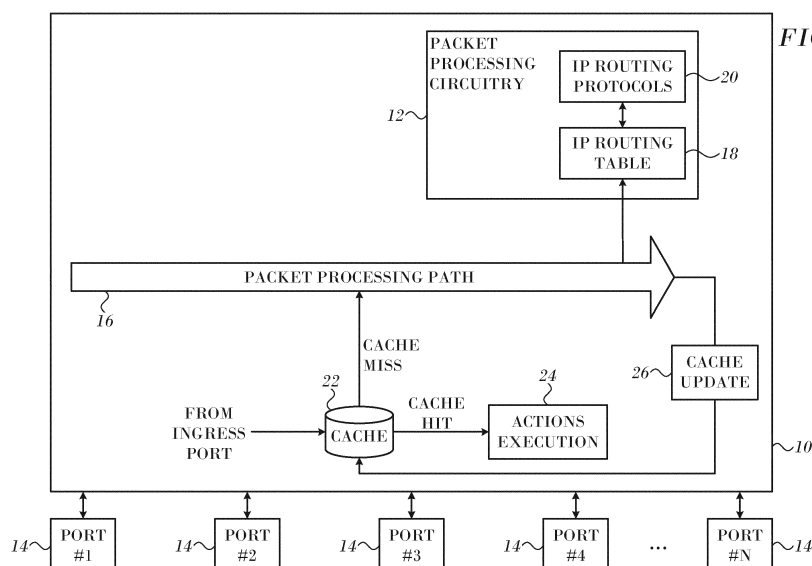 FIG
PACKET
PROCESSING
CIRCUITRY
IP ROUTING
PROTOCOLS
20
12
IP ROUTING
TABLE
18
PACKET PROCESSING PATH
16
CACHE
MISS
CACHE
UPDATE
26
22
24
FROM
INGRESS
PORT
CACHE
CACHE
HIT
ACTIONS
EXECUTION
10
14
PORT
#1
14
PORT
#2
14
PORT
#3
14
PORT
#4
...
PORT
#N
14